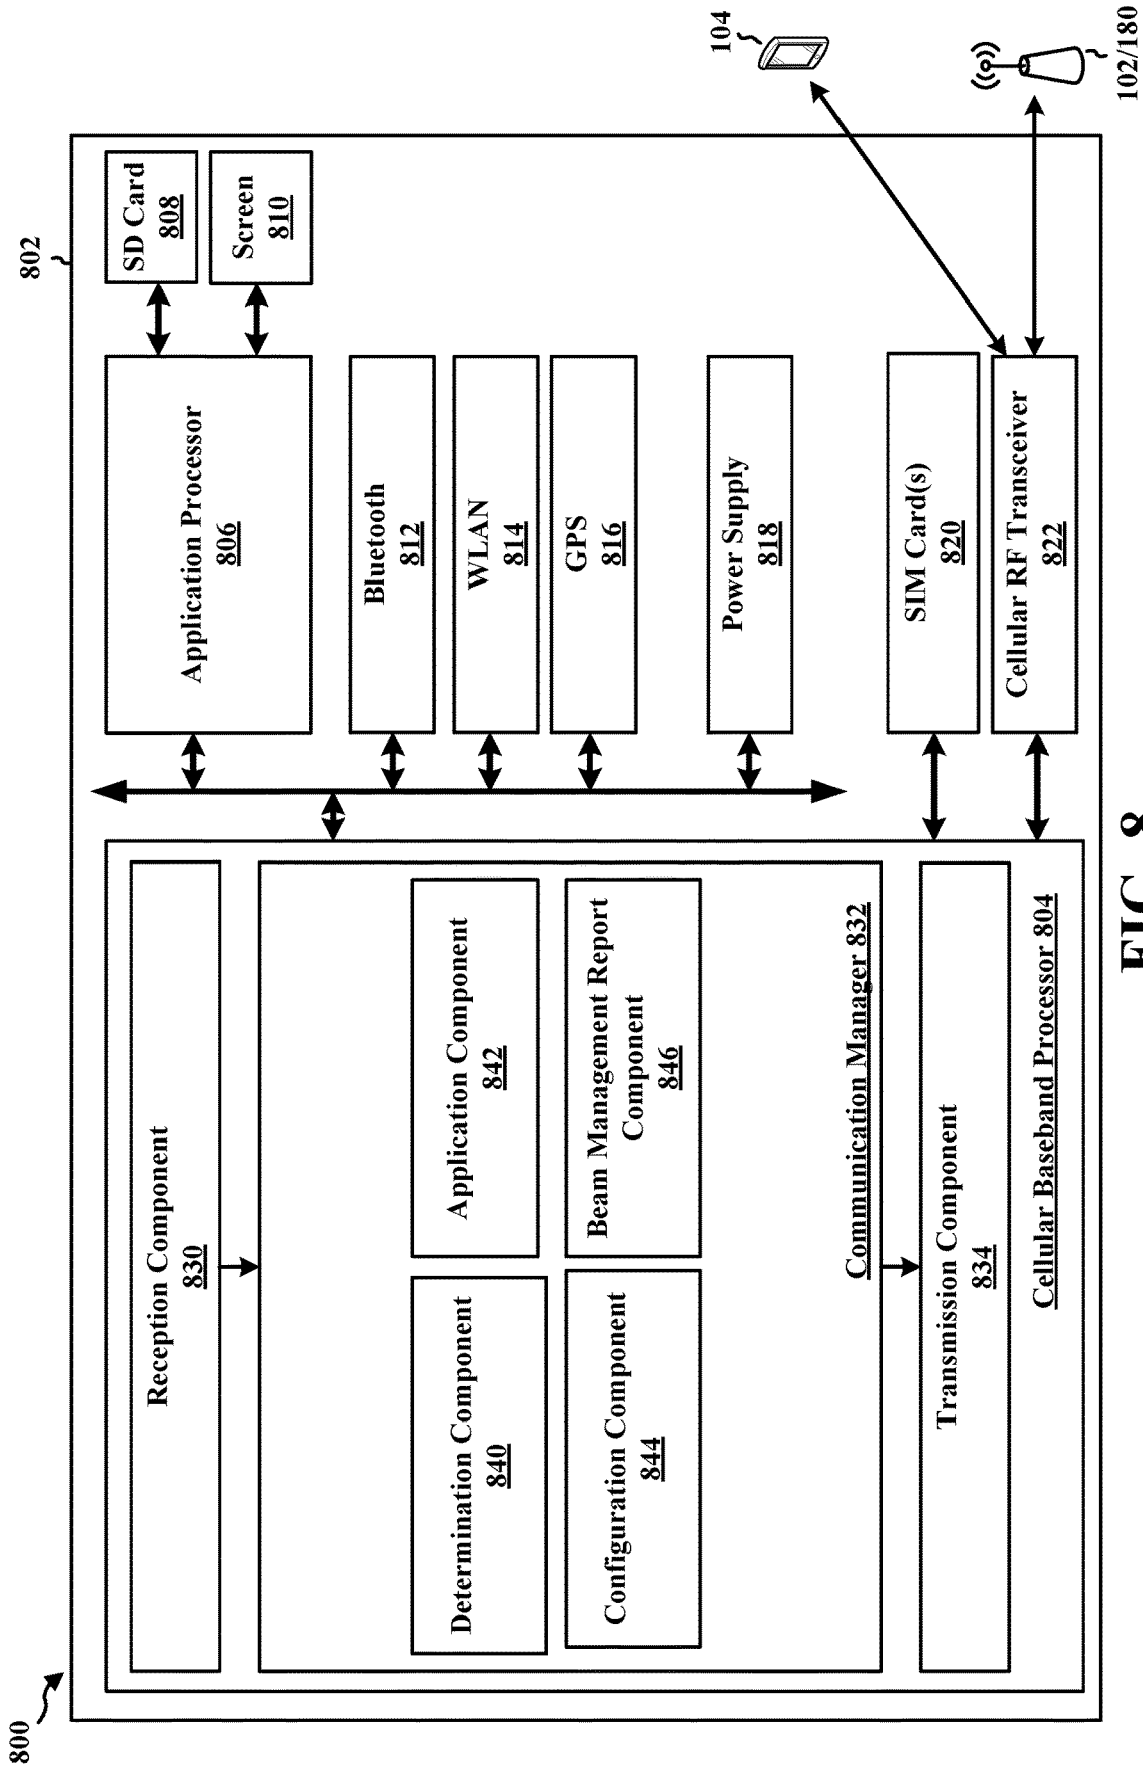 800
802
SD Card
808
Screen
810
104
102/180
Application Processor
806
Bluetooth
812
WLAN
814
GPS
816
Power Supply
818
SIM Card(s)
820
Cellular RF Transceiver
822
Reception Component
830
Determination Component
840
Application Component
842
Configuration Component
844
Beam Management Report
Component
846
Communication Manager 832
Transmission Component
834
Cellular Baseband Processor 804
FIG. 8